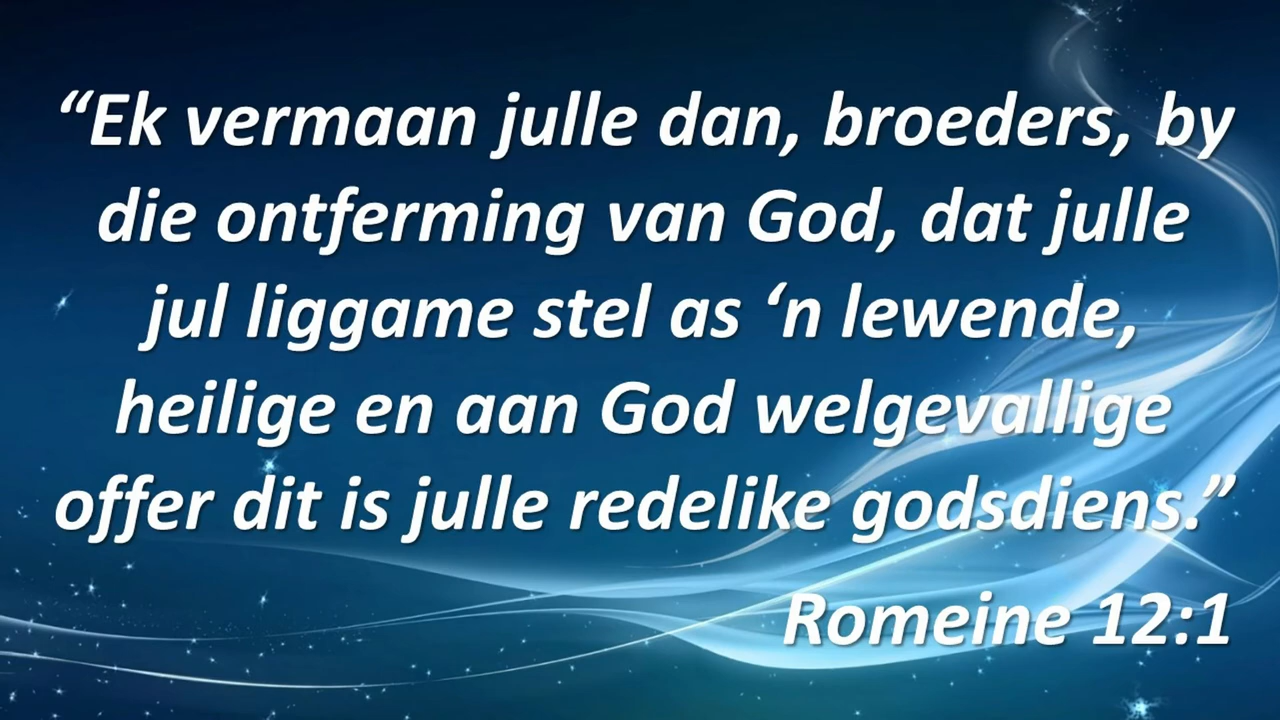 “Ek vermaan julle dan, broeders, by
die ontferming van God, dat julle
jul liggame stel as ‘n lewende,
heilige en aan God welgevallige
offer dit is julle redelike godsdiens.”
Romeine 12:1